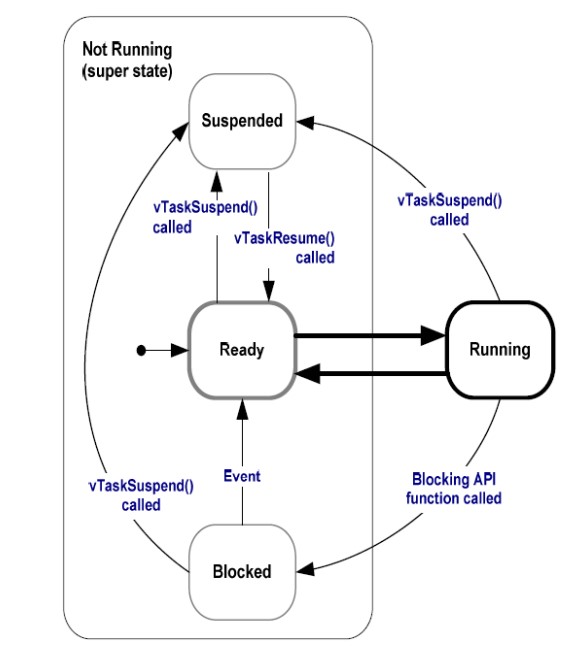 Not Running
(super state)
Suspended
vTaskSuspend()
called
vTaskSuspend()
called
vTaskResume()
called
Ready
Running
Event
vTaskSuspend()
called
Blocking API
function called
Blocked